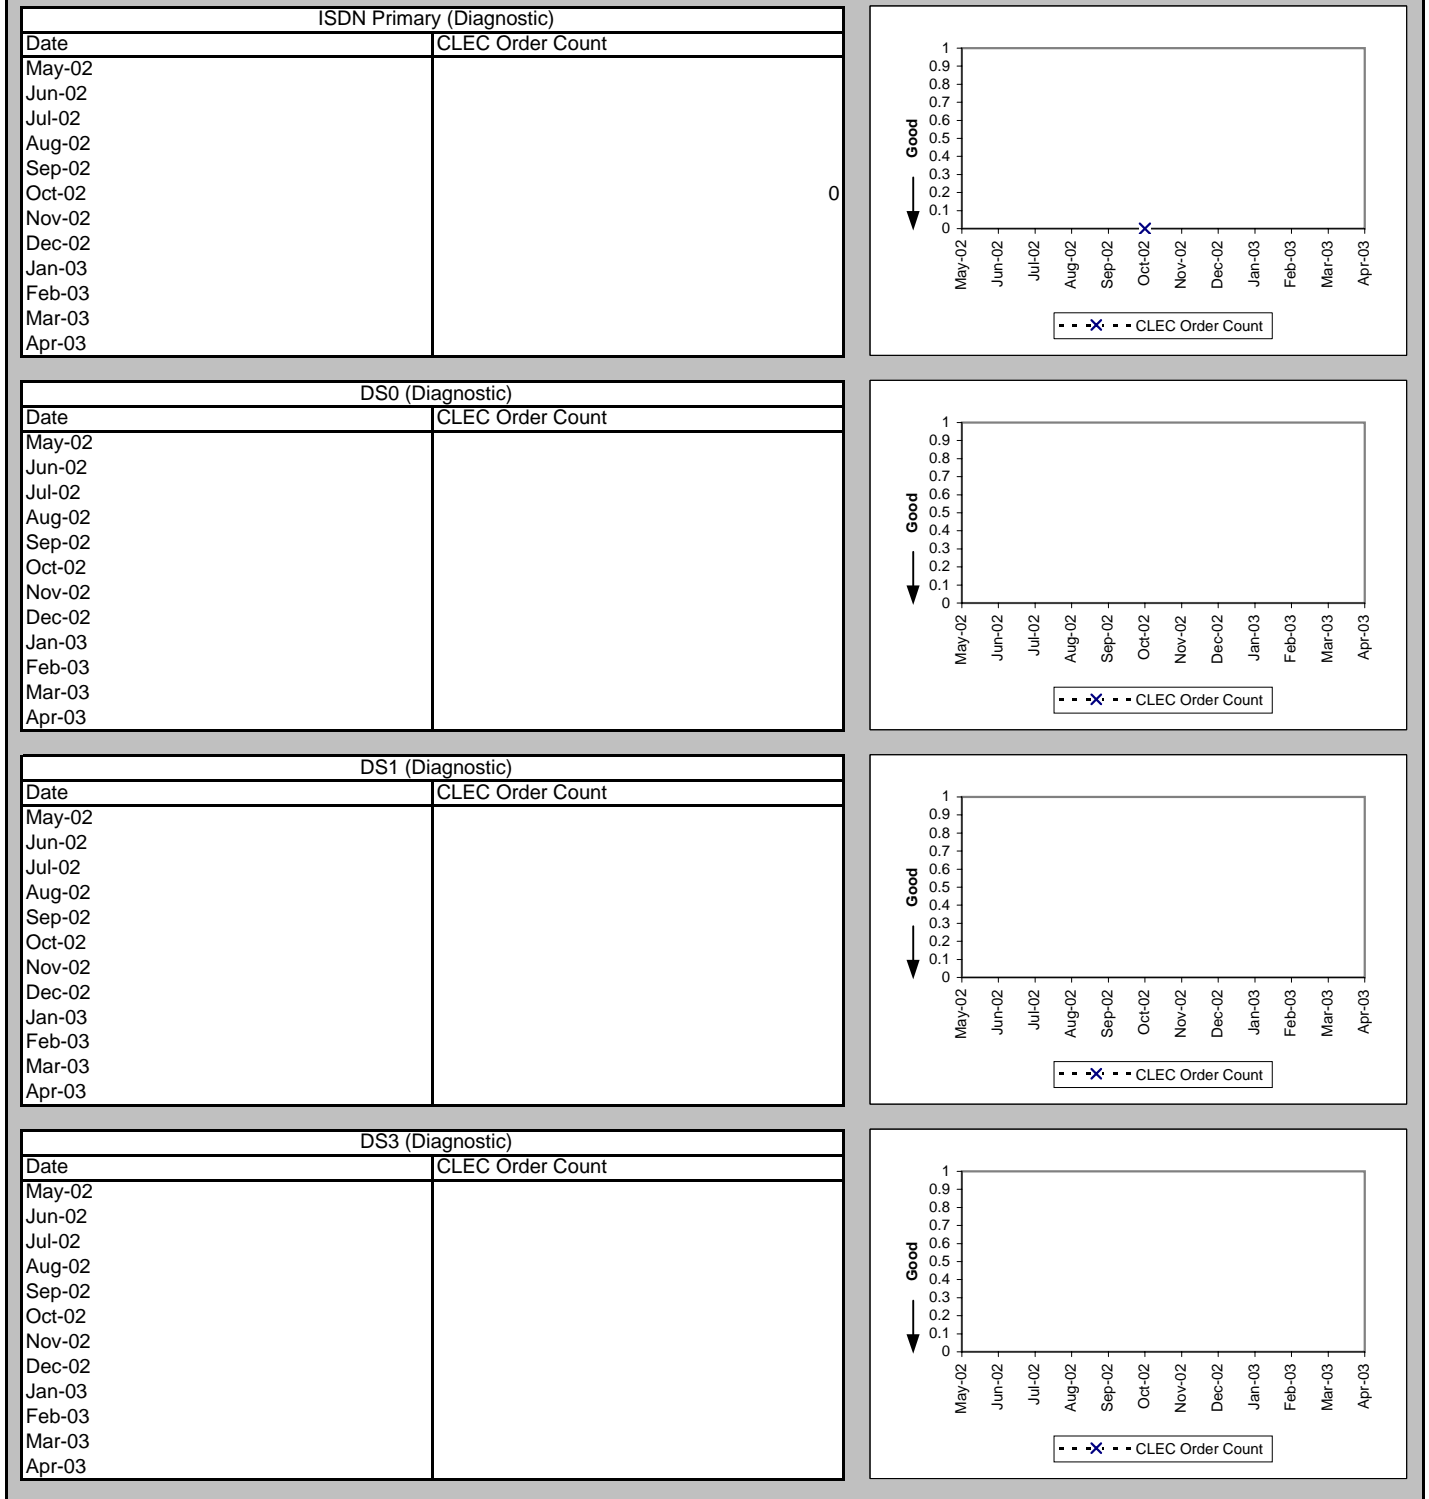 ISDN Primary (Diagnostic)
Date CLEC Order Count
May-02
Jun-02
Jul-02
Aug-02
Sep-02
Oct-02 0
Nov-02
Dec-02
Jan-03
Feb-03
Mar-03
Apr-03
Good
1
0.9
0.8
0.7
0.6
0.5
0.4
0.3
0.2
0.1
0
May-02
Jun-02
Jul-02
Aug-02
Sep-02
Oct-02
Nov-02
Dec-02
Jan-03
Feb-03
Mar-03
Apr-03
CLEC Order Count
DS0 (Diagnostic)
Date CLEC Order Count
May-02
Jun-02
Jul-02
Aug-02
Sep-02
Oct-02
Nov-02
Dec-02
Jan-03
Feb-03
Mar-03
Apr-03
Good
1
0.9
0.8
0.7
0.6
0.5
0.4
0.3
0.2
0.1
0
May-02
Jun-02
Jul-02
Aug-02
Sep-02
Oct-02
Nov-02
Dec-02
Jan-03
Feb-03
Mar-03
Apr-03
CLEC Order Count
DS1 (Diagnostic)
Date CLEC Order Count
May-02
Jun-02
Jul-02
Aug-02
Sep-02
Oct-02
Nov-02
Dec-02
Jan-03
Feb-03
Mar-03
Apr-03
Good
1
0.9
0.8
0.7
0.6
0.5
0.4
0.3
0.2
0.1
0
May-02
Jun-02
Jul-02
Aug-02
Sep-02
Oct-02
Nov-02
Dec-02
Jan-03
Feb-03
Mar-03
Apr-03
CLEC Order Count
DS3 (Diagnostic)
Date CLEC Order Count
May-02
Jun-02
Jul-02
Aug-02
Sep-02
Oct-02
Nov-02
Dec-02
Jan-03
Feb-03
Mar-03
Apr-03
Good
1
0.9
0.8
0.7
0.6
0.5
0.4
0.3
0.2
0.1
0
May-02
Jun-02
Jul-02
Aug-02
Sep-02
Oct-02
Nov-02
Dec-02
Jan-03
Feb-03
Mar-03
Apr-03
CLEC Order Count